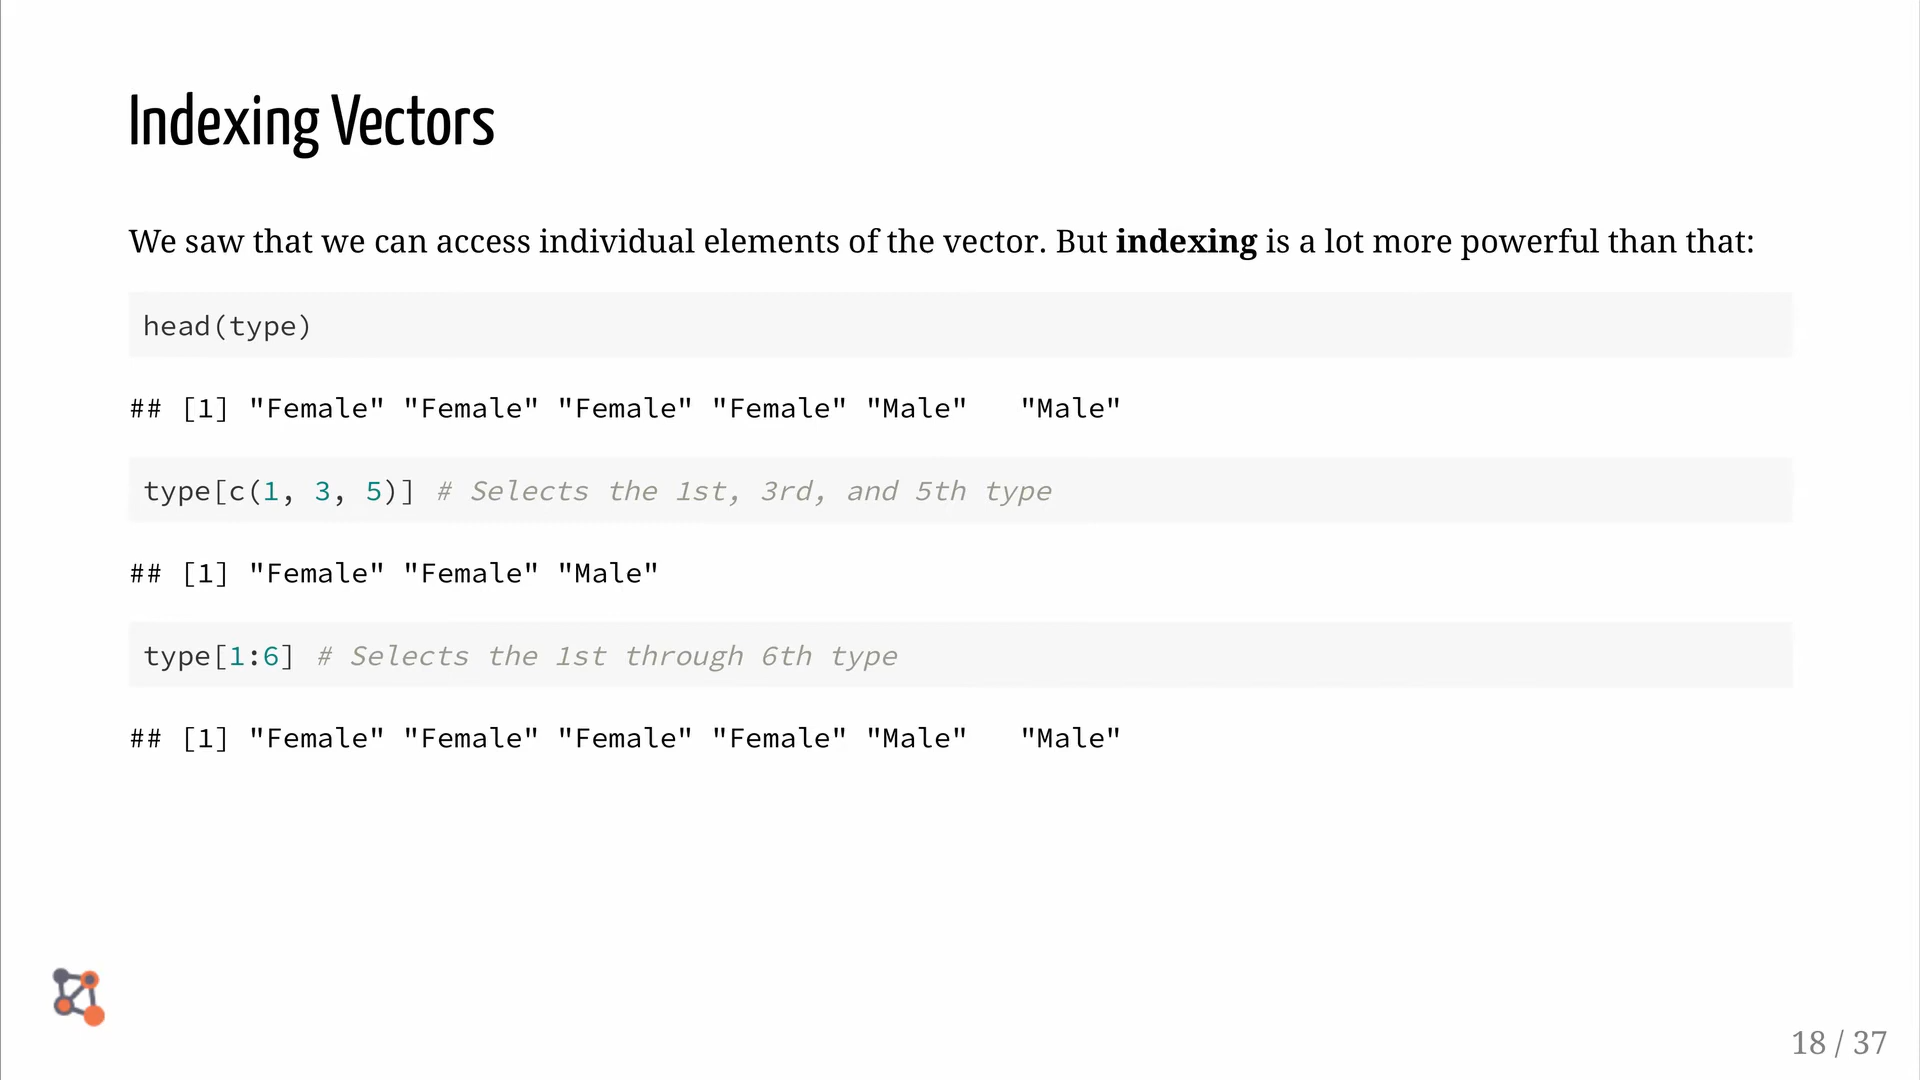 Indexing Vectors
We saw that we can access individual elements of the vector. But indexing is a lot more powerful than that:
head(type)
## [1] "Female" "Female" "Female" "Female" "Male"   "Male"
type[c(1, 3, 5)] # Selects the 1st, 3rd, and 5th type
## [1] "Female" "Female" "Male"
type[1:6] # Selects the 1st through 6th type
## [1] "Female" "Female" "Female" "Female" "Male"   "Male"
18 / 37